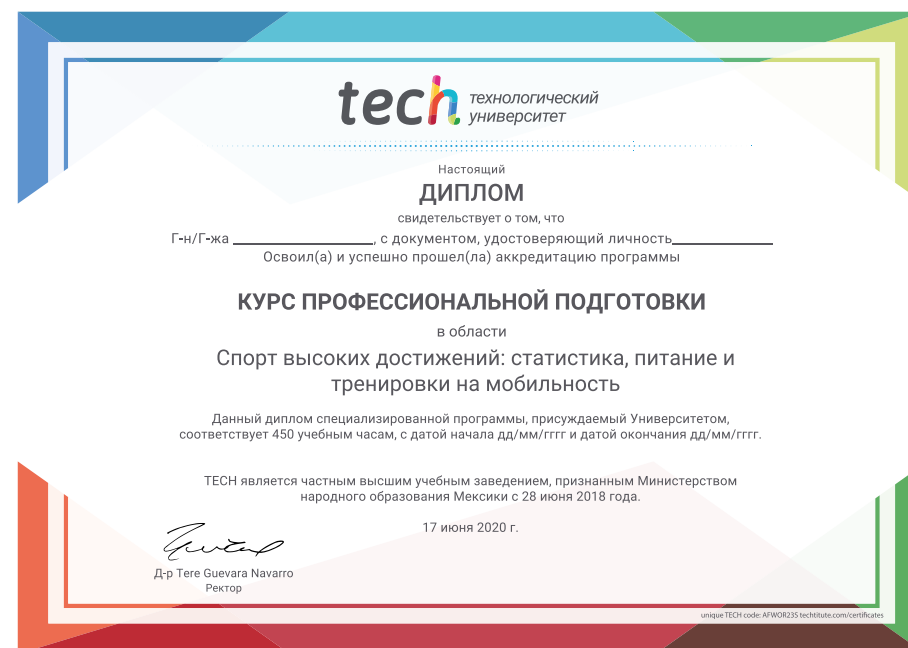 tech технологический
университет
Настоящий
ДИПЛОМ
свидетельствует о том, что
Г-н/Г-жа ________________, с документом, удостоверяющий личность____________
Освоил(а) и успешно прошел(ла) аккредитацию программы
КУРС ПРОФЕССИОНАЛЬНОЙ ПОДГОТОВКИ
в области
Спорт высоких достижений: статистика, питание и
тренировки на мобильность
Данный диплом специализированной программы, присуждаемый Университетом,
соответствует 450 учебным часам, с датой начала дд/мм/гггг и датой окончания дд/мм/гггг.
TECH является частным высшим учебным заведением, признанным Министерством
народного образования Мексики с 28 июня 2018 года.
17 июня 2020 г.
Д-р Tere Guevara Navarro
Ректор
unique TECH code: AFWOR23S techtitute.com/certificates